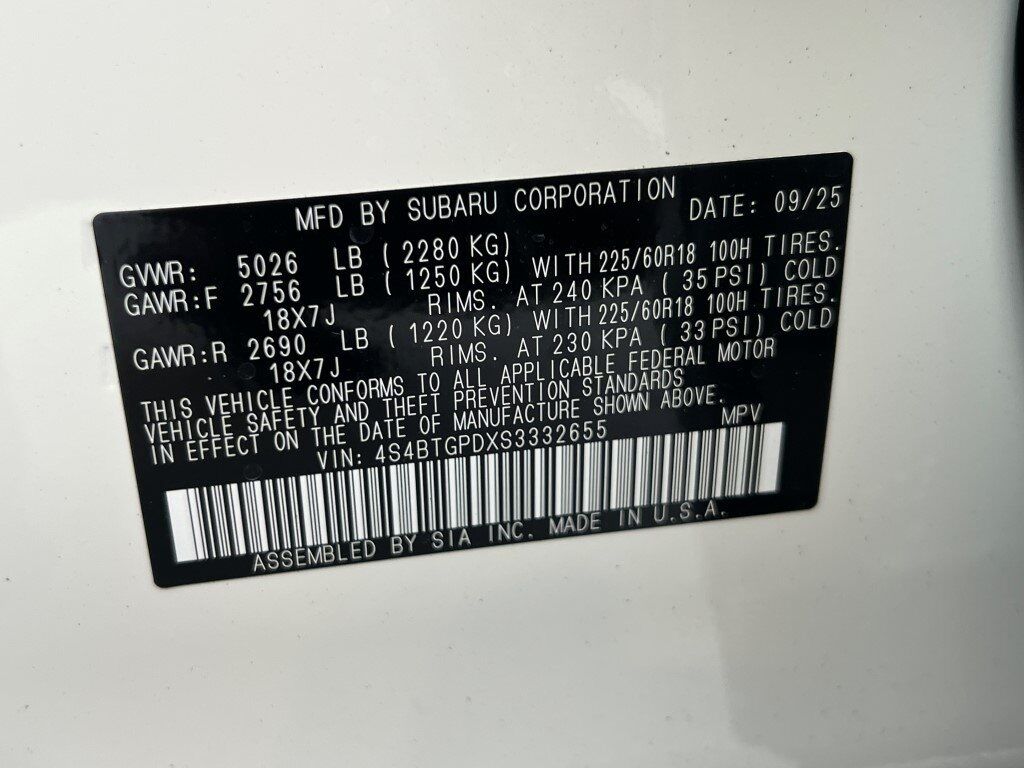 MFD BY SUBARU CORPORATION DATE: 09/25
GVWR: 5026 LB ( 2280 KG)
GAWR:F 2756 LB ( 1250 KG) WITH 225/60R18 100H TIRES.
18X7J RIMS. AT 240 KPA ( 35 PSI) COLD
GAWR:R 2690 LB ( 1220 KG) WITH 225/60R18 100H TIRES.
18X7J RIMS. AT 230 KPA ( 33 PSI) COLD
THIS VEHICLE CONFORMS TO ALL APPLICABLE FEDERAL MOTOR
VEHICLE SAFETY AND THEFT PREVENTION STANDARDS
IN EFFECT ON THE DATE OF MANUFACTURE SHOWN ABOVE.
VIN: 4S4BTGPDXS3332655 MPV
ASSEMBLED BY SIA INC. MADE IN U.S.A.